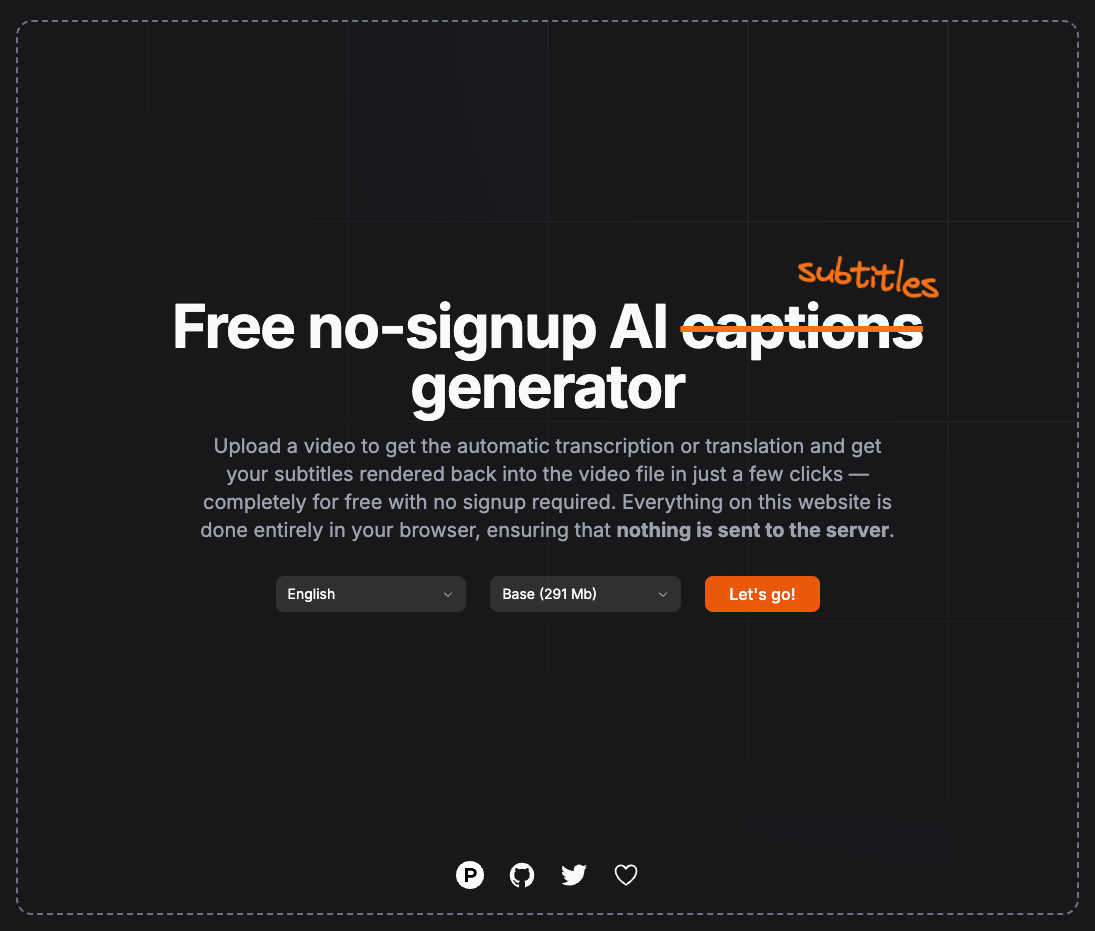 subtitles
Free no-signup AI captions
generator
Upload a video to get the automatic transcription or translation and get
your subtitles rendered back into the video file in just a few clicks —
completely for free with no signup required. Everything on this website is
done entirely in your browser, ensuring that nothing is sent to the server.
English
Base (291 Mb)
Let's go!
P